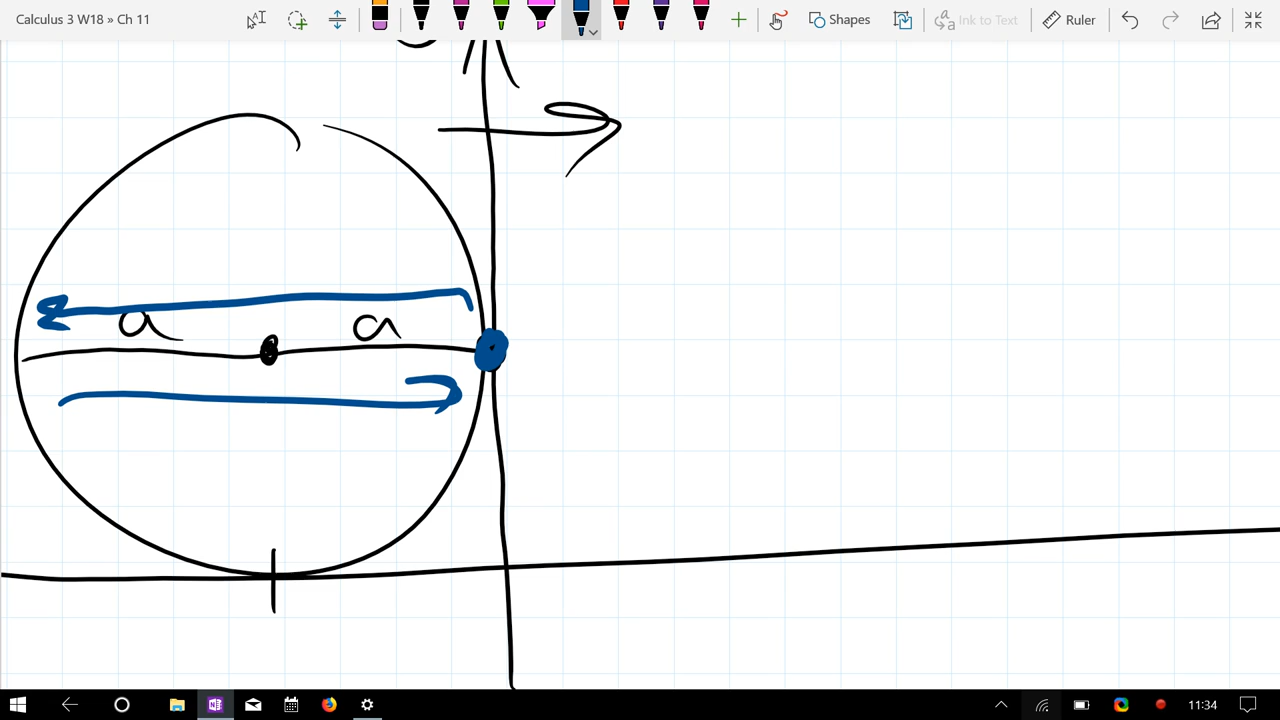 Calculus 3 W18 » Ch 11
Shapes
Ink to Text
Ruler
a a
11:34